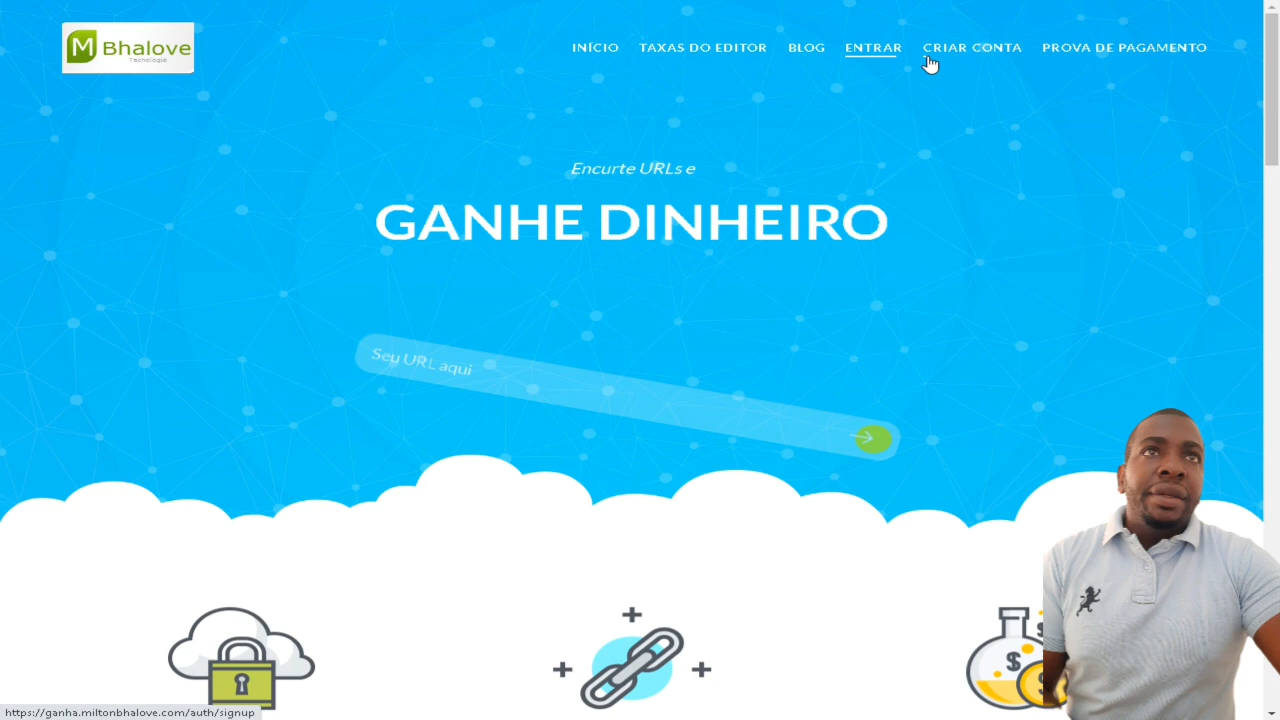 M Bhalove
Tecnologia
INÍCIO TAXAS DO EDITOR BLOG ENTRAR CRIAR CONTA PROVA DE PAGAMENTO
Encurte URLs e
GANHE DINHEIRO
Seu URL aqui
$
$
https://ganha.miltonbhalove.com/auth/signup